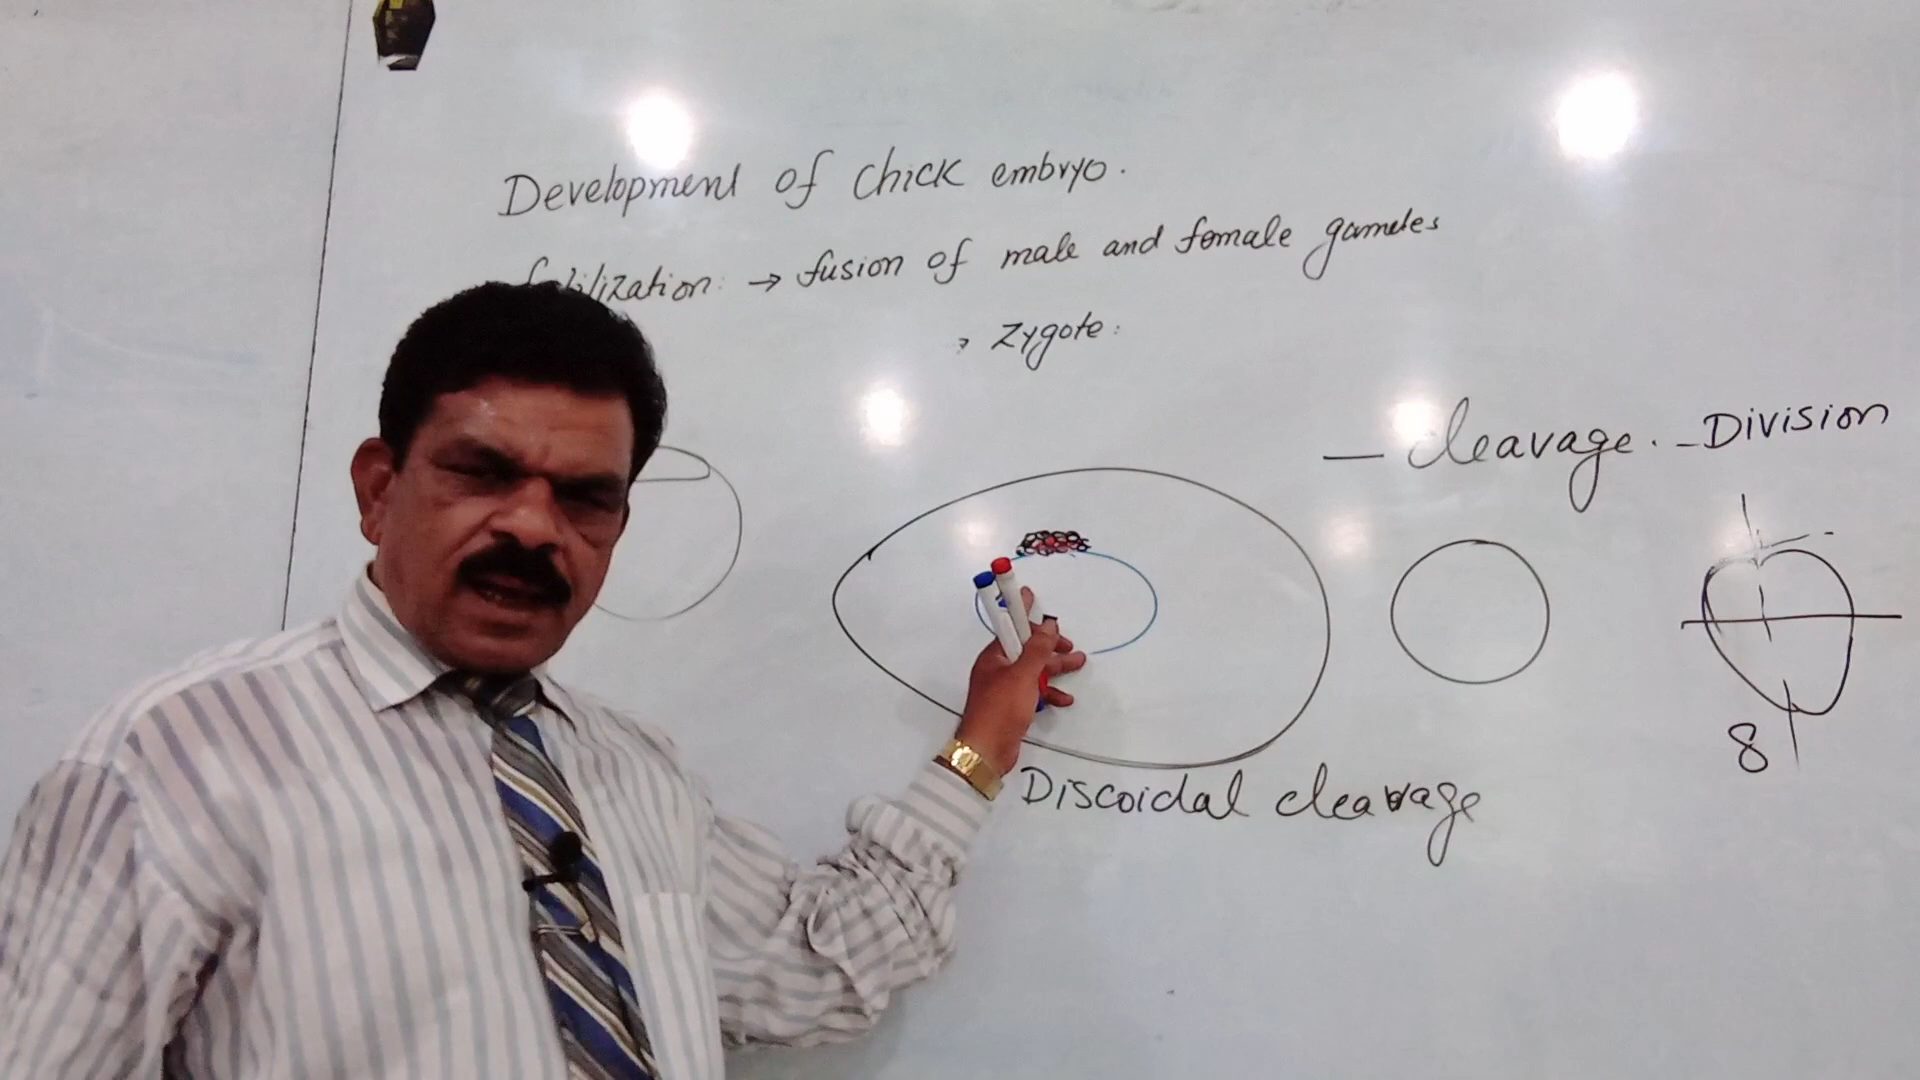 Development of chick embryo.
fusion of male and female gametes
Zygote:
— cleavage. - Division
8
Discoidal cleavage